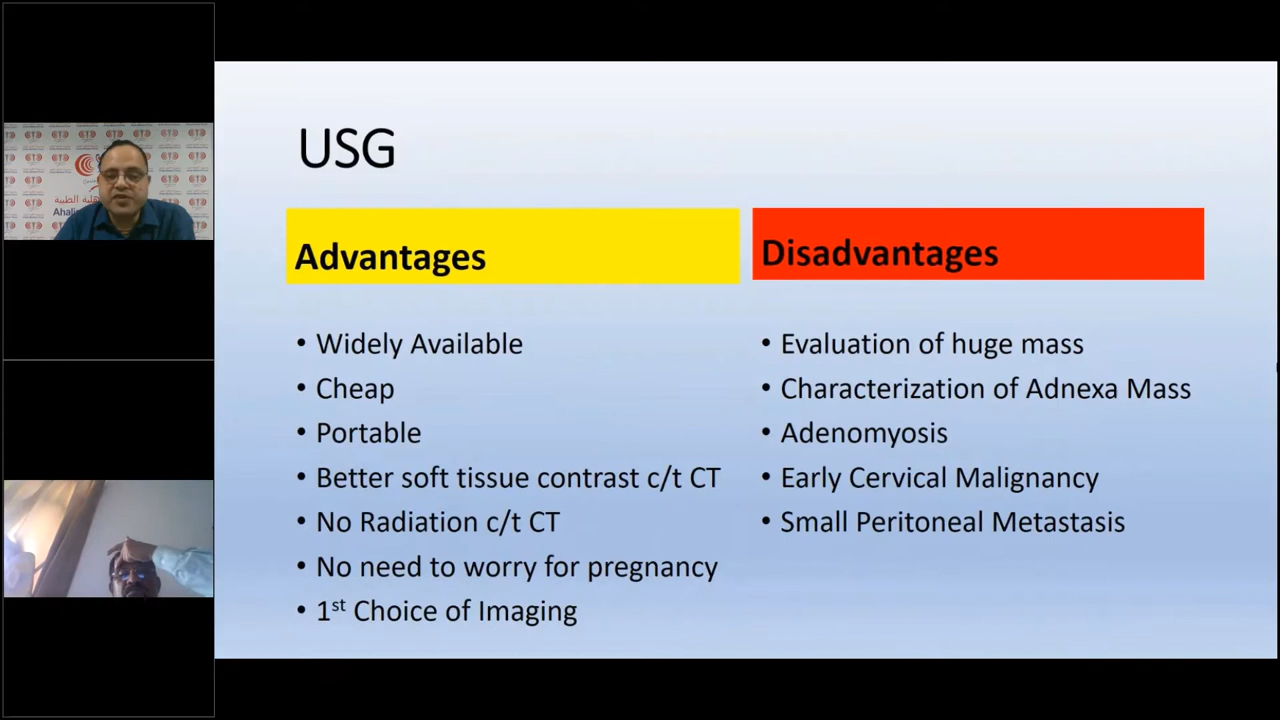 USG
Advantages
Disadvantages
• Widely Available
• Cheap
• Portable
• Better soft tissue contrast c/t CT
• No Radiation c/t CT
• No need to worry for pregnancy
• 1st Choice of Imaging
• Evaluation of huge mass
• Characterization of Adnexa Mass
• Adenomyosis
• Early Cervical Malignancy
• Small Peritoneal Metastasis